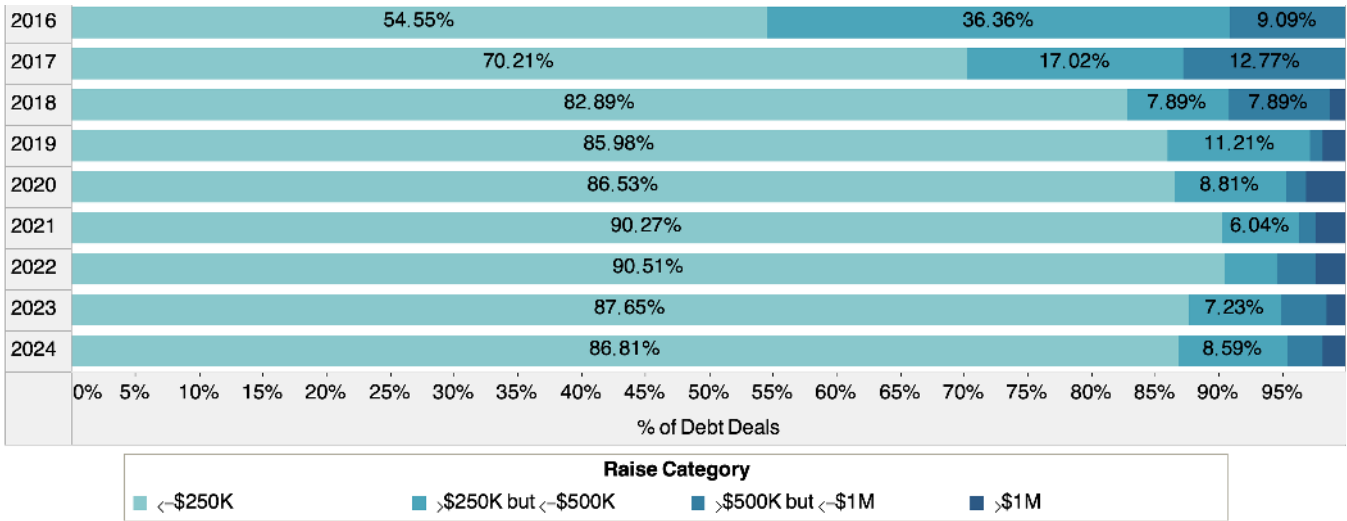 2016 54.55% 36.36% 9.09%
2017 70.21% 17.02% 12.77%
2018 82.89% 7.89% 7.89%
2019 85.98% 11.21%
2020 86.53% 8.81%
2021 90.27% 6.04%
2022 90.51%
2023 87.65% 7.23%
2024 86.81% 8.59%
0% 5% 10% 15% 20% 25% 30% 35% 40% 45% 50% 55% 60% 65% 70% 75% 80% 85% 90% 95%
% of Debt Deals
Raise Category
<–$250K >$250K but <–$500K >$500K but <–$1M >$1M